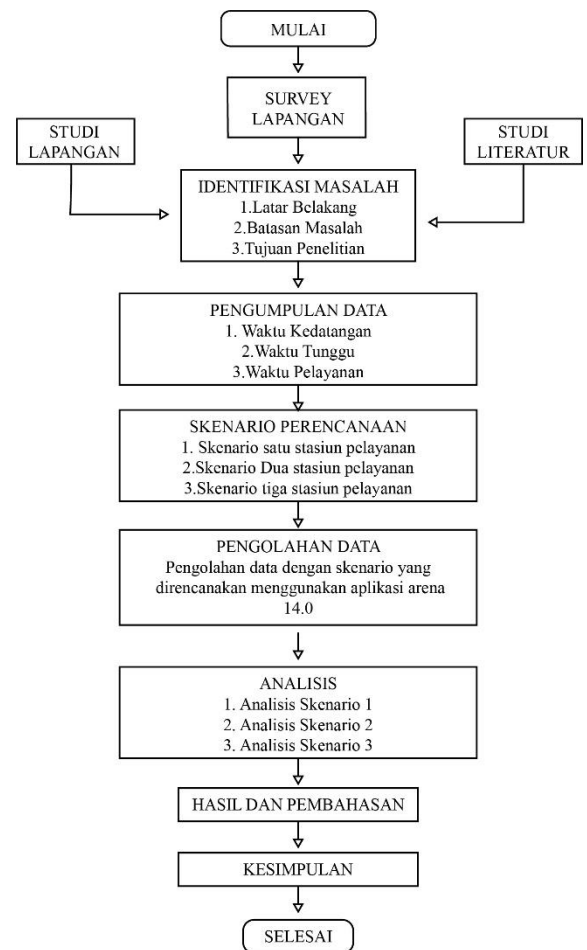 MULAI
SURVEY
LAPANGAN
STUDI
LAPANGAN
STUDI
LITERATUR
IDENTIFIKASI MASALAH
1.Latar Belakang
2.Batasan Masalah
3.Tujuan Penelitian
PENGUMPULAN DATA
1. Waktu Kedatangan
2.Waktu Tunggu
3.Waktu Pelayanan
SKENARIO PERENCANAAN
1. Skenario satu stasiun pelayanan
2.Skenario Dua stasiun pelayanan
3.Skenario tiga stasiun pelayanan
PENGOLAHAN DATA
Pengolahan data dengan skenario yang
direncanakan menggunakan aplikasi arena
14.0
ANALISIS
1. Analisis Skenario 1
2. Analisis Skenario 2
3. Analisis Skenario 3
HASIL DAN PEMBAHASAN
KESIMPULAN
SELESAI